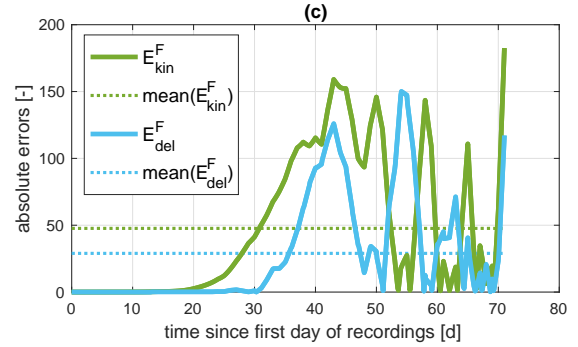 (c)
200
150
100
50
0
absolute errors [-]
E^F_kin
mean(E^F_kin)
E^F_del
mean(E^F_del)
0 10 20 30 40 50 60 70 80
time since first day of recordings [d]